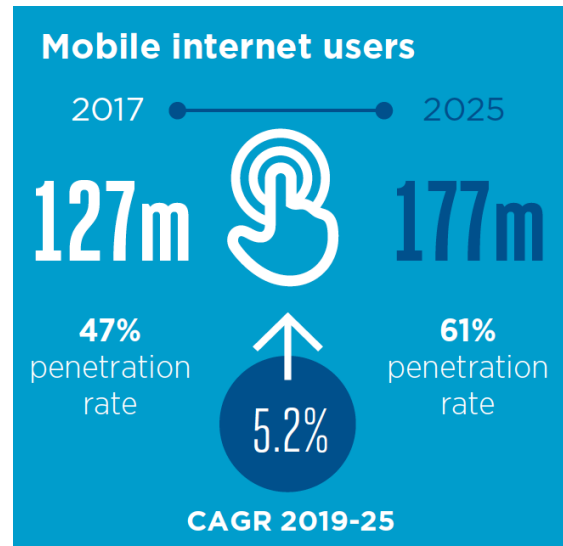 Mobile internet users
2017
2025
127m
177m
47%
penetration
rate
61%
penetration
rate
5.2%
CAGR 2019-25